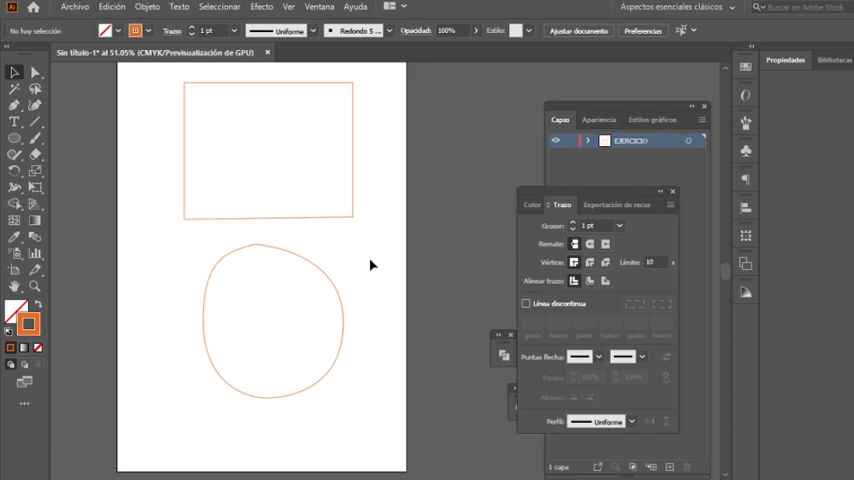 Ai Archivo Edición Objeto Texto Seleccionar Efecto Ver Ventana Ayuda Aspectos esenciales clásicos Buscar en Adobe Stock
No hay selección Trazo: 1 pt Uniforme Redondo 5 ... Opacidad: 100% Estilo: Ajustar documento Preferencias
Sin título-1* al 51.05% (CMYK/Previsualización de GPU) ×
Propiedades Bibliotecas
Capas Apariencia Estilos gráficos
EJERCICIO
Color Trazo Exportación de recur
Grosor: 1 pt
Remate:
Vértice: Límite: 10 x
Alinear trazo:
Línea discontinua
guión hueco guión hueco guión hueco
Puntas flecha:
Escala: 100% 100%
Alinear:
Perfil: Uniforme
1 capa